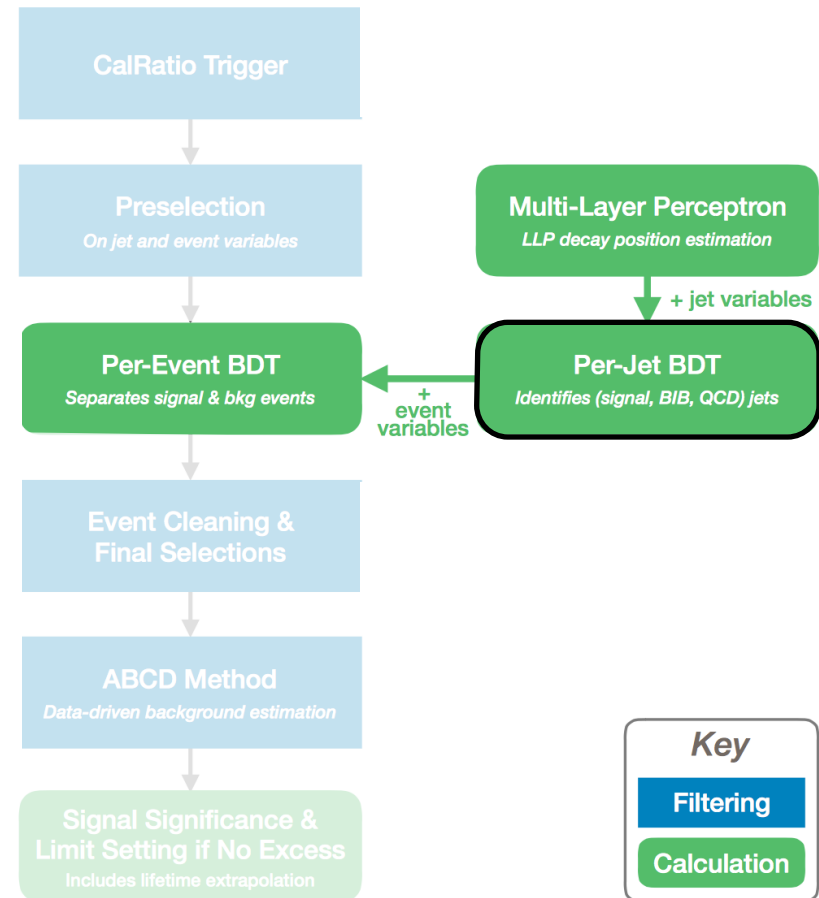 CalRatio Trigger
Preselection
On jet and event variables
Multi-Layer Perceptron
LLP decay position estimation
+ jet variables
Per-Event BDT
Separates signal & bkg events
+
event
variables
Per-Jet BDT
Identifies (signal, BIB, QCD) jets
Event Cleaning &
Final Selections
ABCD Method
Data-driven background estimation
Signal Significance &
Limit Setting if No Excess
Includes lifetime extrapolation
Key
Filtering
Calculation